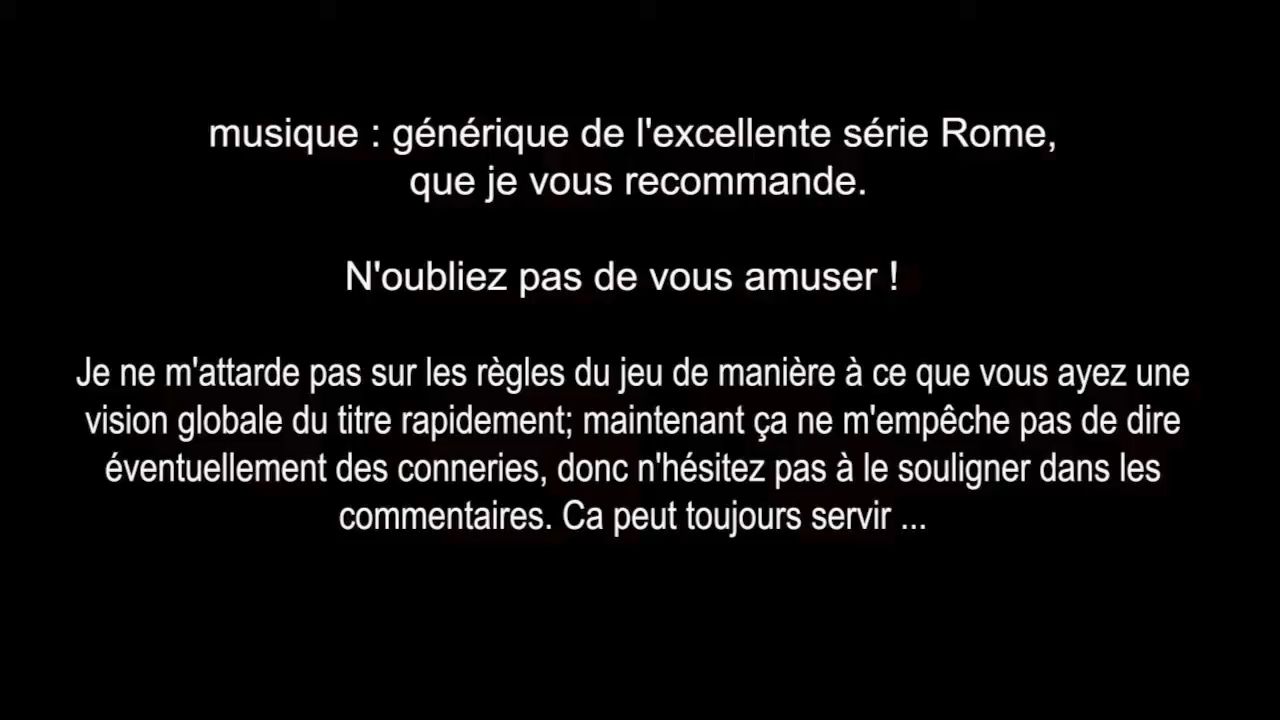 musique : générique de l'excellente série Rome,
que je vous recommande.
N'oubliez pas de vous amuser !
Je ne m'attarde pas sur les règles du jeu de manière à ce que vous ayez une
vision globale du titre rapidement; maintenant ça ne m'empêche pas de dire
éventuellement des conneries, donc n'hésitez pas à le souligner dans les
commentaires. Ca peut toujours servir ...